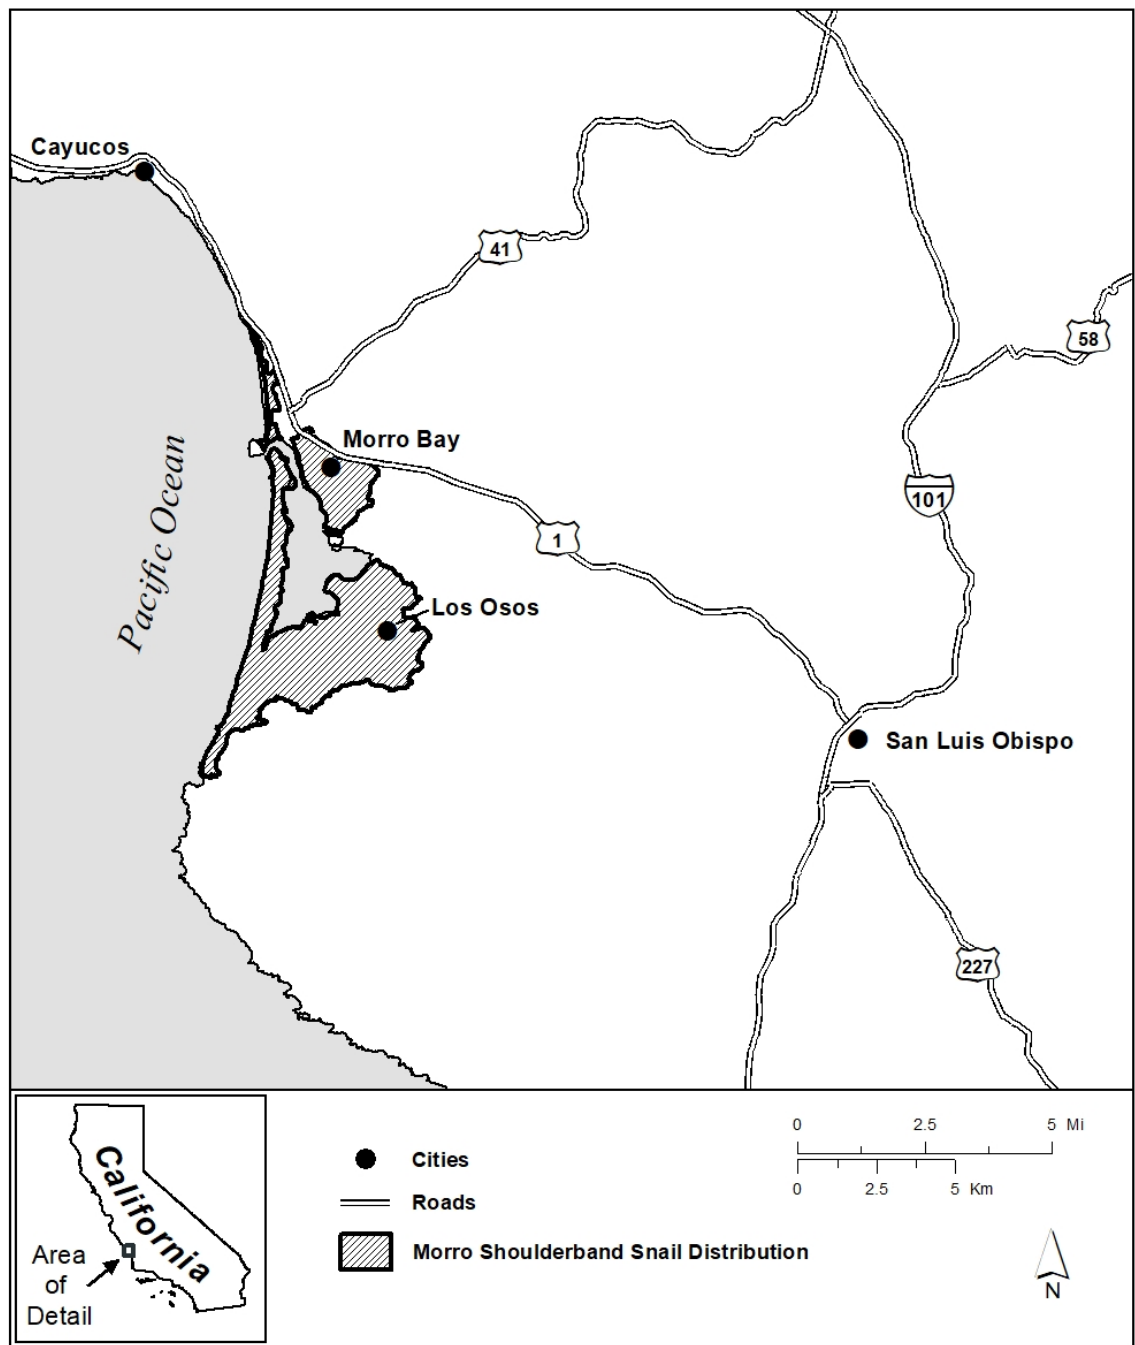 Cayucos
41
58
Morro Bay
Pacific Ocean
101
1
Los Osos
San Luis Obispo
227
California
Area
of
Detail
Cities
Roads
Morro Shoulderband Snail Distribution
0 2.5 5 Mi
0 2.5 5 Km
N